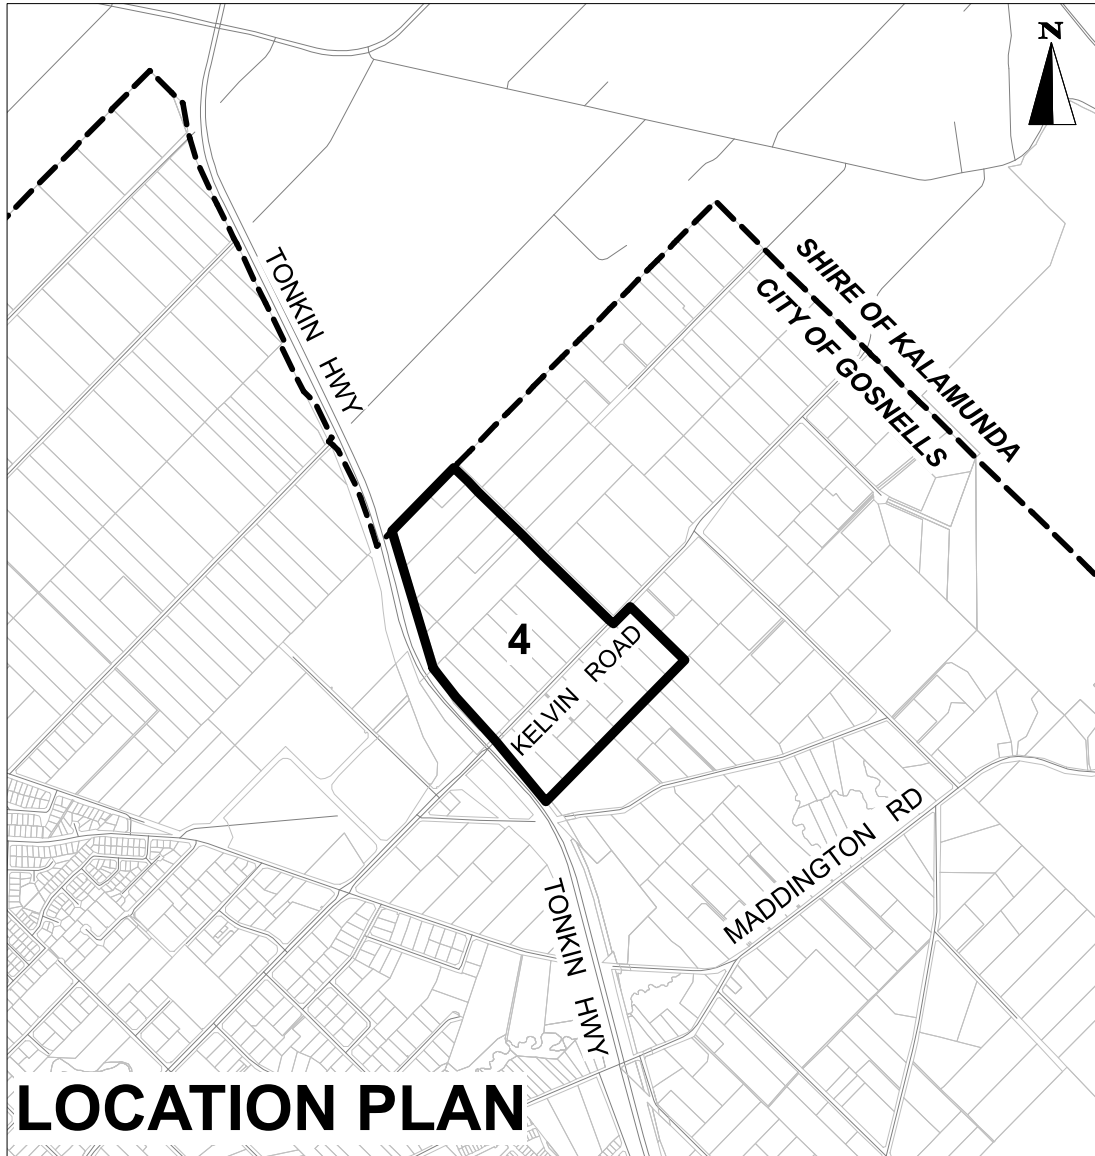 N
TONKIN HWY
SHIRE OF KALAMUNDA
CITY OF GOSNELLS
4
KELVIN ROAD
MADDINGTON RD
TONKIN HWY
LOCATION PLAN